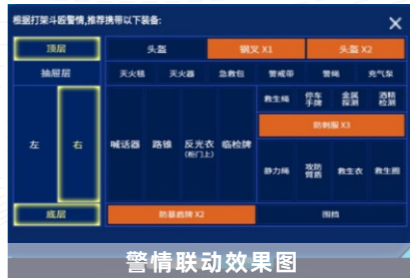 根据打架斗殴警情,推荐携带以下装备:
顶层 头盔 钢叉 X1 头盔 X2
抽屉层 灭火毯 灭火器 急救包 警戒带 警绳 充气泵
左 右 喊话器 路锥 反光衣 (柜门上) 临检牌
救生绳 停车手牌 金属探测 酒精检测
防刺服 X3
静力绳 攻防臂盾 救生衣 救生圈
底层 防暴盾牌 X2 围挡
警情联动效果图